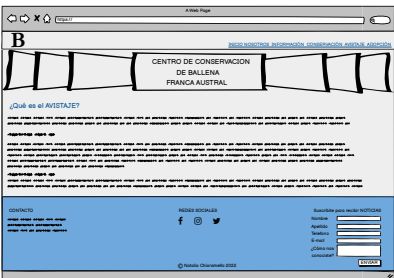 A Web Page
https://
B
INICIO NOSOTROS INFORMACIÓN CONSERVACIÓN AVISTAJE ADOPCIÓN
CENTRO DE CONSERVACION
DE BALLENA
FRANCA AUSTRAL
¿Qué es el AVISTAJE?
CONTACTO
REDES SOCIALES
Suscribite para recibir NOTICIAS
Nombre
Apellido
Teléfono
E-mail
¿Cómo nos
conociste?
ENVIAR
© Natalia Chiaramello 2022